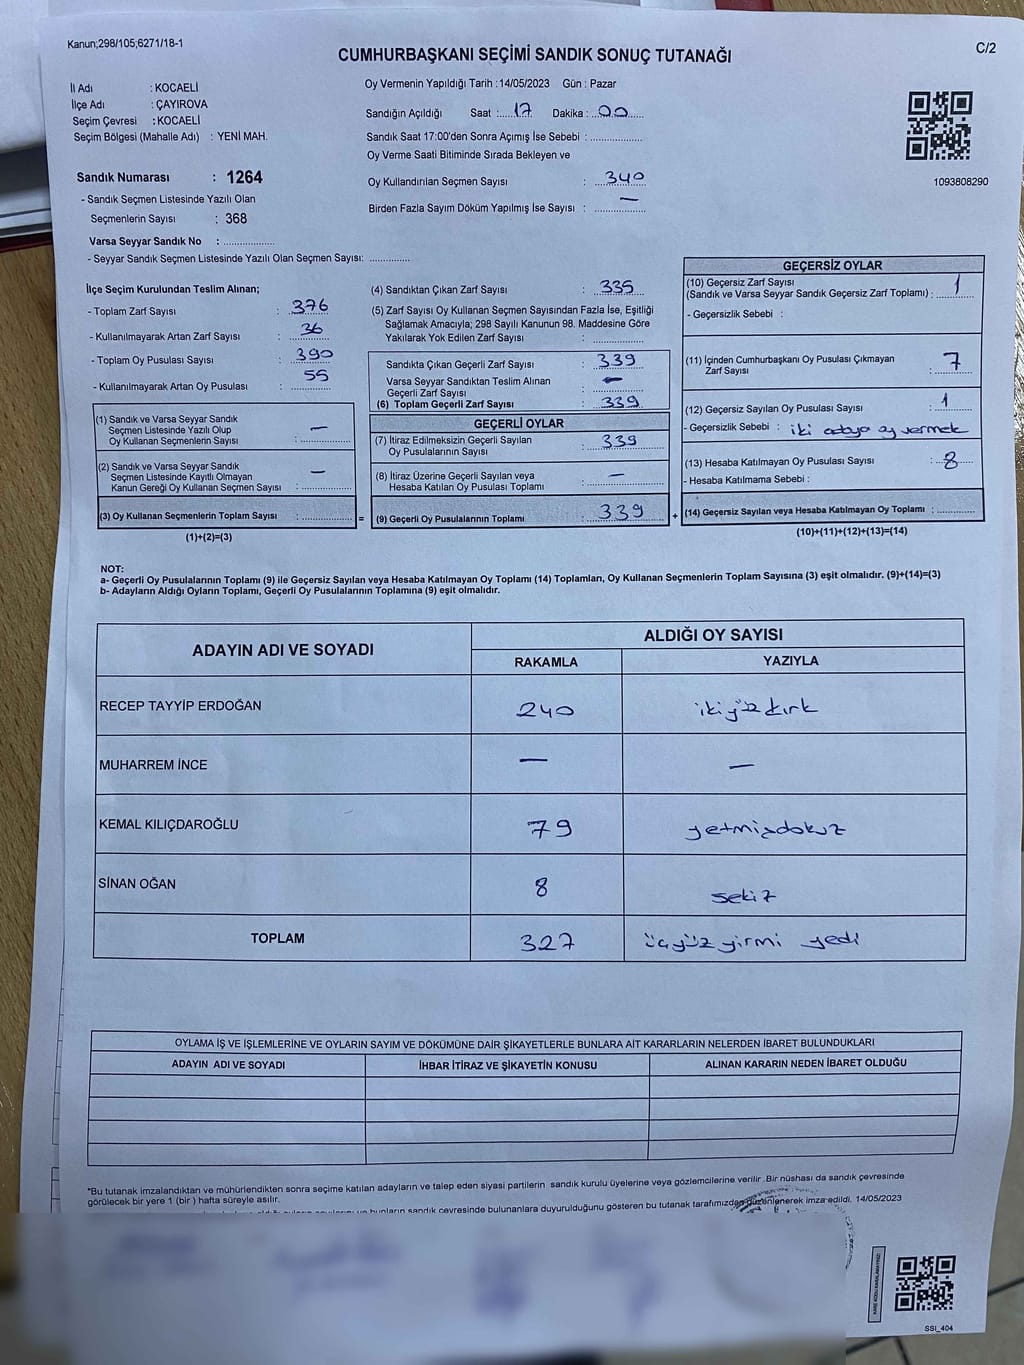 Kanun;298/105;6271/18-1
C/2
CUMHURBAŞKANI SEÇİMİ SANDIK SONUÇ TUTANAĞI
İl Adı : KOCAELİ
İlçe Adı : ÇAYIROVA
Seçim Çevresi : KOCAELİ
Seçim Bölgesi (Mahalle Adı) : YENİ MAH.
Oy Vermenin Yapıldığı Tarih :14/05/2023 Gün : Pazar
Sandığın Açıldığı Saat :.....17 Dakika :..00......
Sandık Saat 17:00'den Sonra Açımış İse Sebebi : ................
Oy Verme Saati Bitiminde Sırada Bekleyen ve
Oy Kullandırılan Seçmen Sayısı : 340
Birden Fazla Sayım Döküm Yapılmış İse Sayısı : —
1093808290
Sandık Numarası : 1264
- Sandık Seçmen Listesinde Yazılı Olan
Seçmenlerin Sayısı : 368
Varsa Seyyar Sandık No : ................
- Seyyar Sandık Seçmen Listesinde Yazılı Olan Seçmen Sayısı: .............
İlçe Seçim Kurulundan Teslim Alınan;
- Toplam Zarf Sayısı : 376
- Kullanılmayarak Artan Zarf Sayısı : 36
- Toplam Oy Pusulası Sayısı : 390
- Kullanılmayarak Artan Oy Pusulası : 55
(1) Sandık ve Varsa Seyyar Sandık
Seçmen Listesinde Yazılı Olup
Oy Kullanan Seçmenlerin Sayısı : —
(2) Sandık ve Varsa Seyyar Sandık
Seçmen Listesinde Kayıtlı Olmayan
Kanun Gereği Oy Kullanan Seçmen Sayısı : —
(3) Oy Kullanan Seçmenlerin Toplam Sayısı : ................ =
(1)+(2)=(3)
(4) Sandıktan Çıkan Zarf Sayısı : 335
(5) Zarf Sayısı Oy Kullanan Seçmen Sayısından Fazla İse, Eşitliği
Sağlamak Amacıyla; 298 Sayılı Kanunun 98. Maddesine Göre
Yakılarak Yok Edilen Zarf Sayısı : ................
Sandıkta Çıkan Geçerli Zarf Sayısı : 339
Varsa Seyyar Sandıktan Teslim Alınan
Geçerli Zarf Sayısı : —
(6) Toplam Geçerli Zarf Sayısı : 339
GEÇERLİ OYLAR
(7) İtiraz Edilmeksizin Geçerli Sayılan
Oy Pusulalarının Sayısı : 339
(8) İtiraz Üzerine Geçerli Sayılan veya
Hesaba Katılan Oy Pusulası Toplamı : —
(9) Geçerli Oy Pusulalarının Toplamı : 339 +
GEÇERSİZ OYLAR
(10) Geçersiz Zarf Sayısı
(Sandık ve Varsa Seyyar Sandık Geçersiz Zarf Toplamı) : 1
- Geçersizlik Sebebi :
(11) İçinden Cumhurbaşkanı Oy Pusulası Çıkmayan
Zarf Sayısı : 7
(12) Geçersiz Sayılan Oy Pusulası Sayısı : 1
- Geçersizlik Sebebi : iki adaya oy vermek
(13) Hesaba Katılmayan Oy Pusulası Sayısı : 8
- Hesaba Katılmama Sebebi :
(14) Geçersiz Sayılan veya Hesaba Katılmayan Oy Toplamı : ............
(10)+(11)+(12)+(13)=(14)
NOT:
a- Geçerli Oy Pusulalarının Toplamı (9) ile Geçersiz Sayılan veya Hesaba Katılmayan Oy Toplamı (14) Toplamları, Oy Kullanan Seçmenlerin Toplam Sayısına (3) eşit olmalıdır. (9)+(14)=(3)
b- Adayların Aldığı Oyların Toplamı, Geçerli Oy Pusulalarının Toplamına (9) eşit olmalıdır.
ADAYIN ADI VE SOYADI
ALDIĞI OY SAYISI
RAKAMLA YAZIYLA
RECEP TAYYİP ERDOĞAN 240 ikiyüz kırk
MUHARREM İNCE — —
KEMAL KILIÇDAROĞLU 79 yetmişdokuz
SİNAN OĞAN 8 sekiz
TOPLAM 327 üçyüz yirmi yedi
OYLAMA İŞ VE İŞLEMLERİNE VE OYLARIN SAYIM VE DÖKÜMÜNE DAİR ŞİKAYETLERLE BUNLARA AİT KARARLARIN NELERDEN İBARET BULUNDUKLARI
ADAYIN ADI VE SOYADI İHBAR İTİRAZ VE ŞİKAYETİN KONUSU ALINAN KARARIN NEDEN İBARET OLDUĞU
*Bu tutanak imzalandıktan ve mühürlendikten sonra seçime katılan adayların ve talep eden siyasi partilerin sandık kurulu üyelerine veya gözlemcilerine verilir .Bir nüshası da sandık çevresinde
görülecek bir yere 1 (bir ) hafta süreyle asılır.
bunların sandık çevresinde bulunanlara duyurulduğunu gösteren bu tutanak tarafımızdan düzenlenerek imza edildi. 14/05/2023
SSI_404